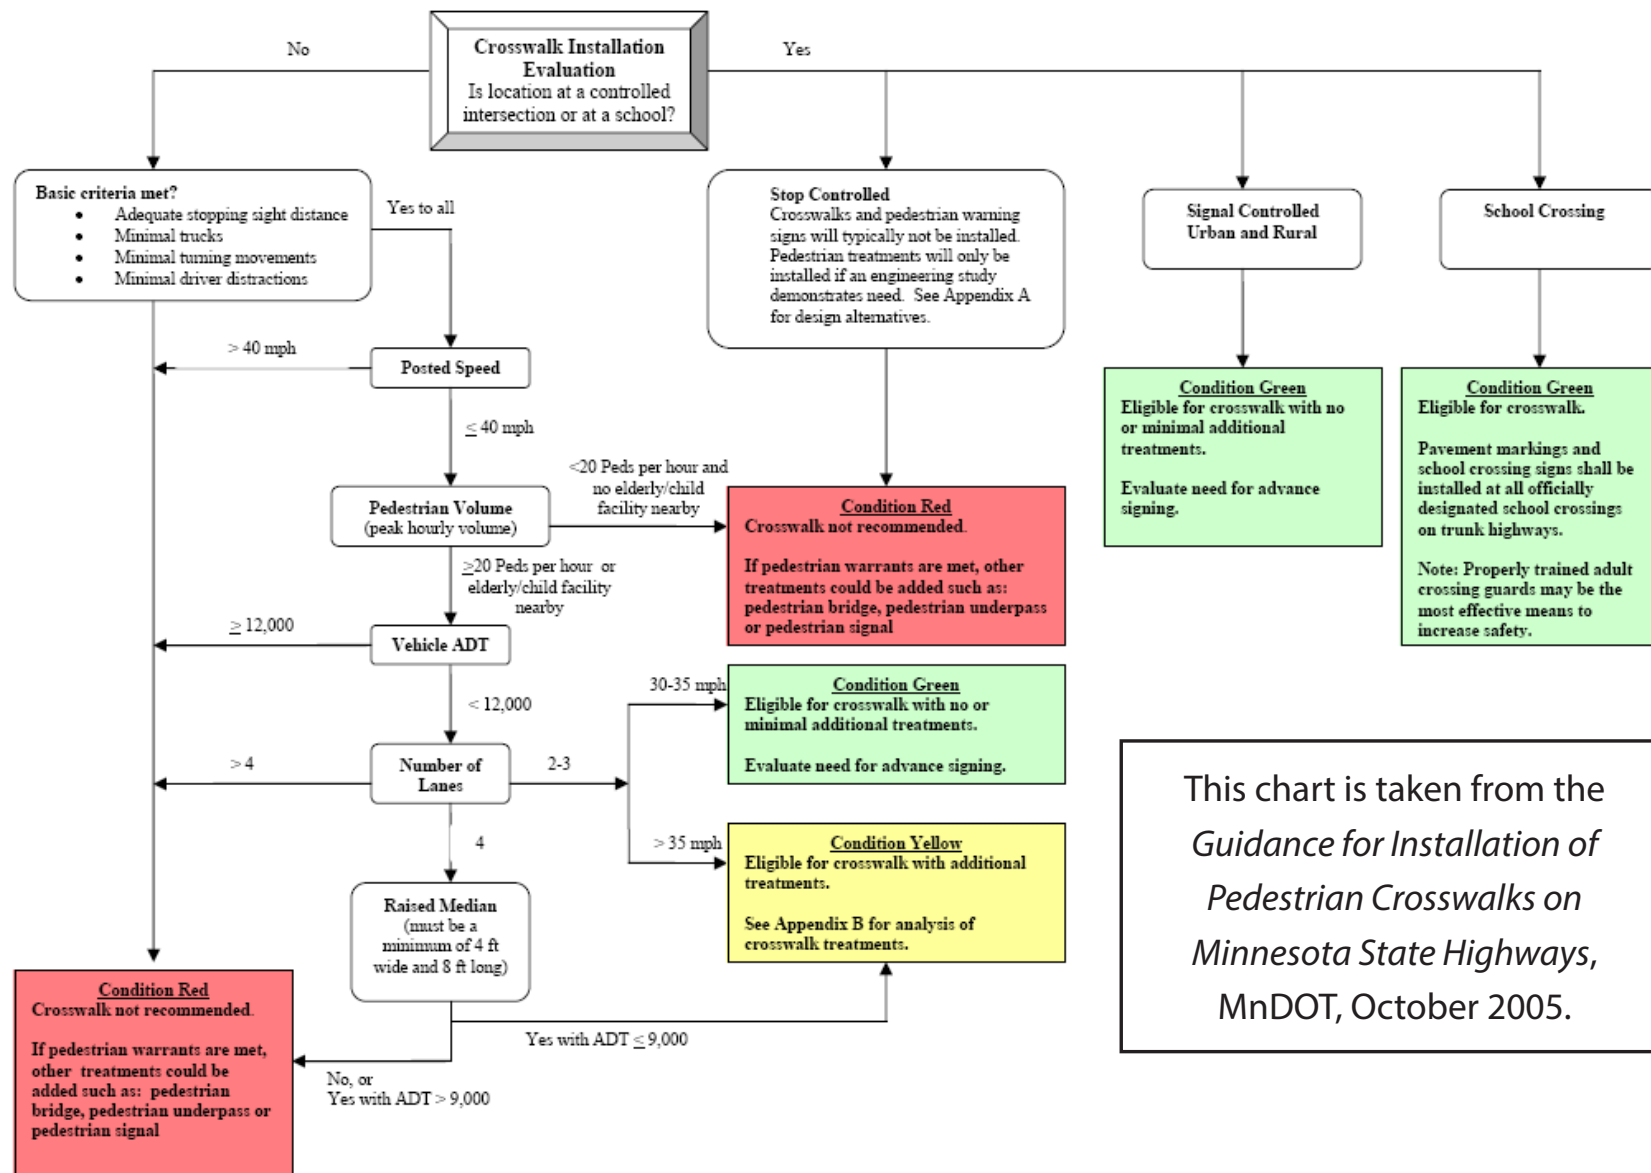 Crosswalk Installation
Evaluation
Is location at a controlled
intersection or at a school?
No
Yes
Basic criteria met?
• Adequate stopping sight distance
• Minimal trucks
• Minimal turning movements
• Minimal driver distractions
Yes to all
Stop Controlled
Crosswalks and pedestrian warning
signs will typically not be installed.
Pedestrian treatments will only be
installed if an engineering study
demonstrates need. See Appendix A
for design alternatives.
Signal Controlled
Urban and Rural
School Crossing
> 40 mph
Posted Speed
≤ 40 mph
Condition Green
Eligible for crosswalk with no
or minimal additional
treatments.
Evaluate need for advance
signing.
Condition Green
Eligible for crosswalk.
Pavement markings and
school crossing signs shall be
installed at all officially
designated school crossings
on trunk highways.
Note: Properly trained adult
crossing guards may be the
most effective means to
increase safety.
Pedestrian Volume
(peak hourly volume)
<20 Peds per hour and
no elderly/child
facility nearby
Condition Red
Crosswalk not recommended.
If pedestrian warrants are met, other
treatments could be added such as:
pedestrian bridge, pedestrian underpass
or pedestrian signal
≥20 Peds per hour or
elderly/child facility
nearby
≥ 12,000
Vehicle ADT
< 12,000
30-35 mph
Condition Green
Eligible for crosswalk with no or
minimal additional treatments.
Evaluate need for advance signing.
> 4
Number of
Lanes
2-3
4
> 35 mph
Condition Yellow
Eligible for crosswalk with additional
treatments.
See Appendix B for analysis of
crosswalk treatments.
Raised Median
(must be a
minimum of 4 ft
wide and 8 ft long)
Yes with ADT ≤ 9,000
No, or
Yes with ADT > 9,000
Condition Red
Crosswalk not recommended.
If pedestrian warrants are met,
other treatments could be
added such as: pedestrian
bridge, pedestrian underpass or
pedestrian signal
This chart is taken from the
Guidance for Installation of
Pedestrian Crosswalks on
Minnesota State Highways,
MnDOT, October 2005.